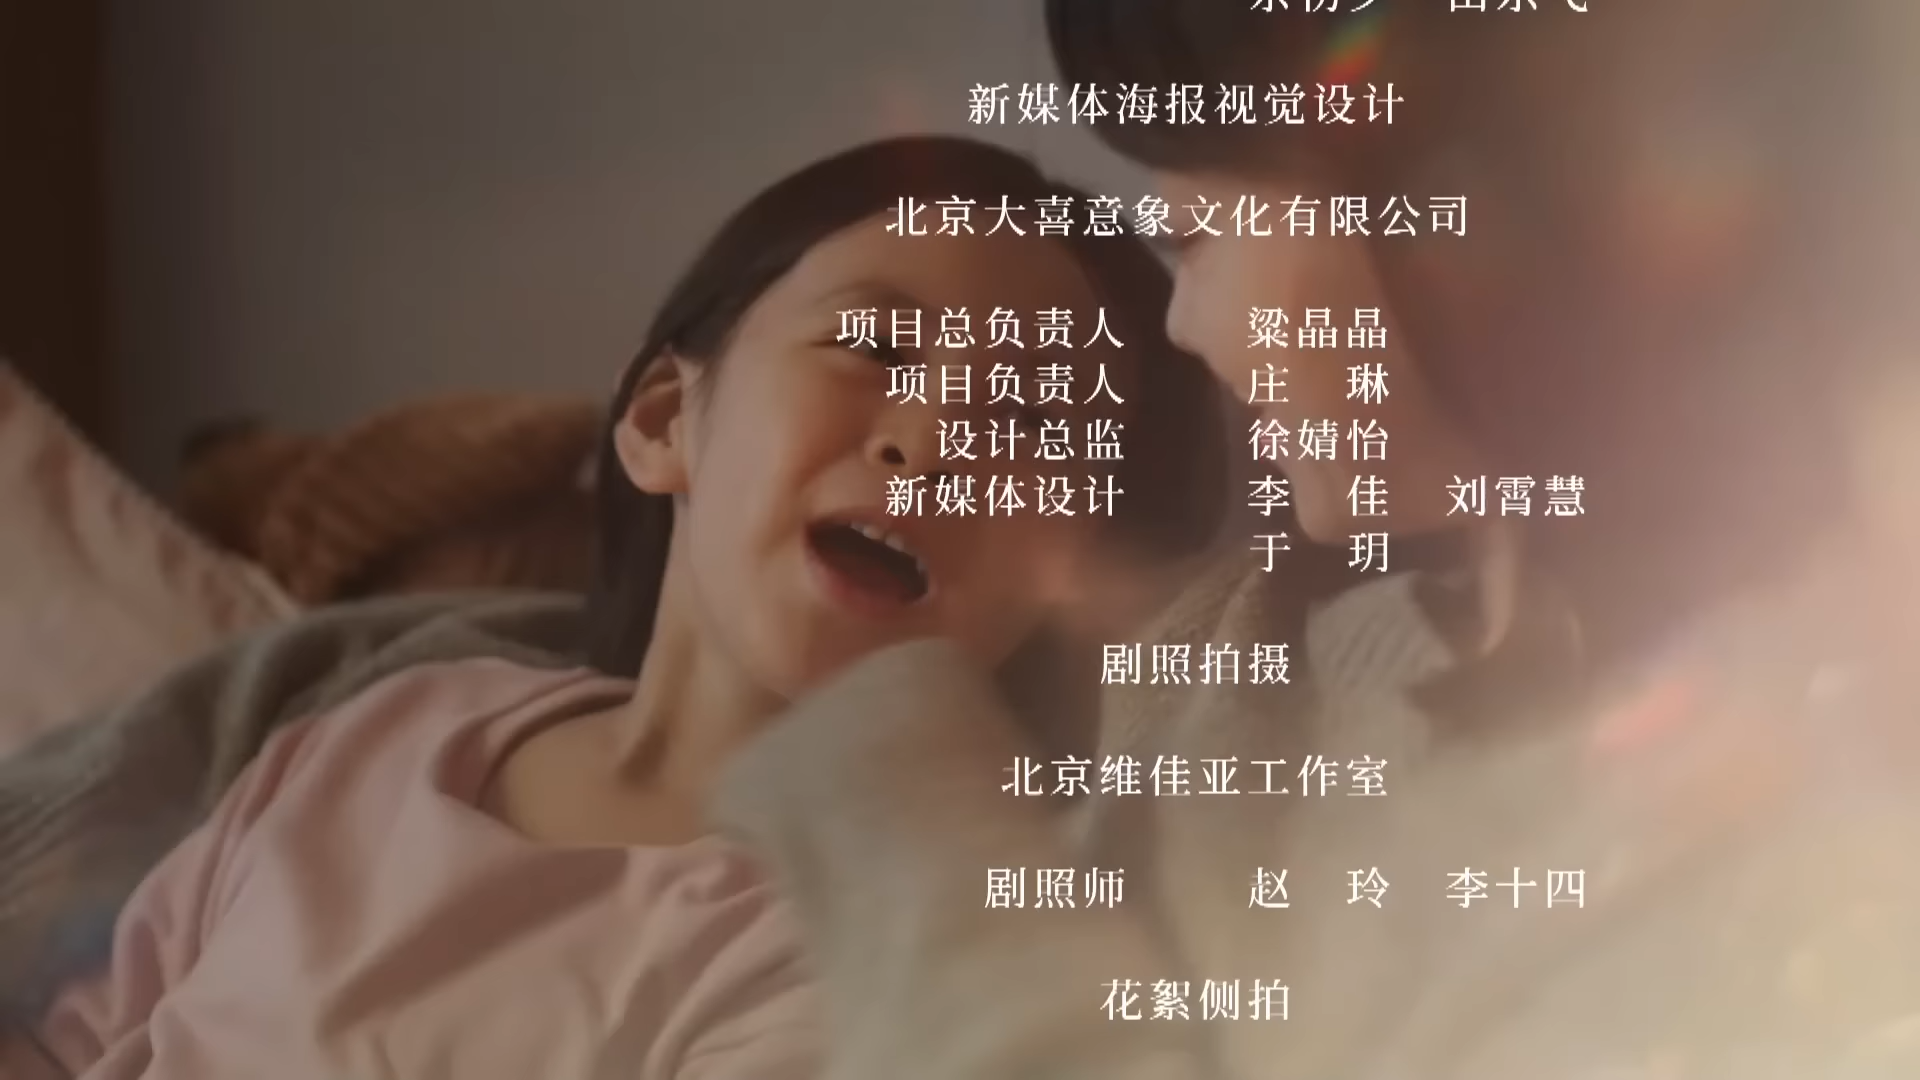 新媒体海报视觉设计
北京大喜意象文化有限公司
项目总负责人 粱晶晶
项目负责人 庄 琳
设计总监 徐婧怡
新媒体设计 李 佳 刘霄慧
于 玥
剧照拍摄
北京维佳亚工作室
剧照师 赵 玲 李十四
花絮侧拍